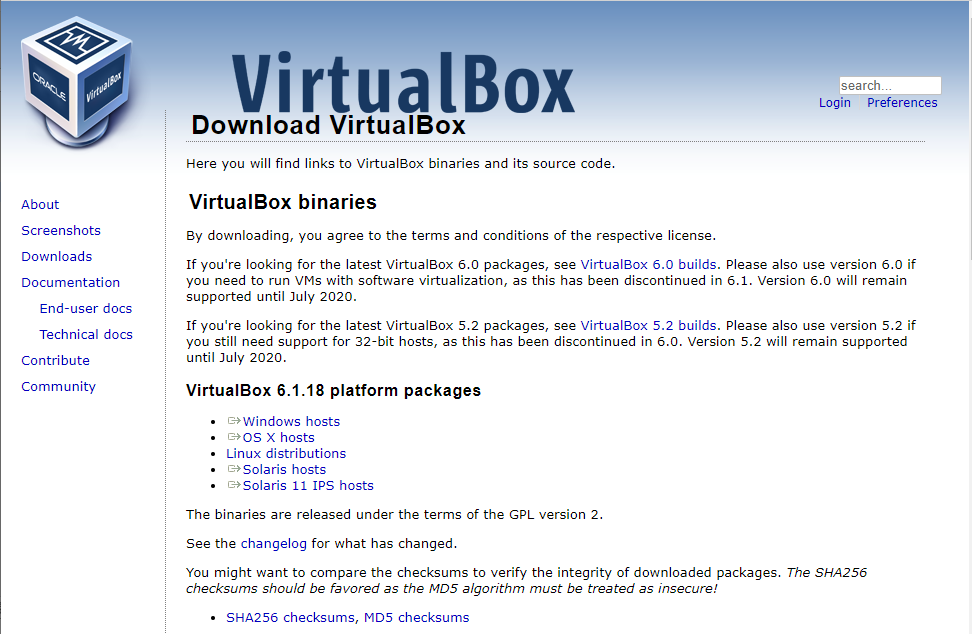 ORACLE
VirtualBox
VirtualBox
search...
Login Preferences
Download VirtualBox
Here you will find links to VirtualBox binaries and its source code.
About
Screenshots
Downloads
Documentation
End-user docs
Technical docs
Contribute
Community
VirtualBox binaries
By downloading, you agree to the terms and conditions of the respective license.
If you're looking for the latest VirtualBox 6.0 packages, see VirtualBox 6.0 builds. Please also use version 6.0 if
you need to run VMs with software virtualization, as this has been discontinued in 6.1. Version 6.0 will remain
supported until July 2020.
If you're looking for the latest VirtualBox 5.2 packages, see VirtualBox 5.2 builds. Please also use version 5.2 if
you still need support for 32-bit hosts, as this has been discontinued in 6.0. Version 5.2 will remain supported
until July 2020.
VirtualBox 6.1.18 platform packages
Windows hosts
OS X hosts
Linux distributions
Solaris hosts
Solaris 11 IPS hosts
The binaries are released under the terms of the GPL version 2.
See the changelog for what has changed.
You might want to compare the checksums to verify the integrity of downloaded packages. The SHA256
checksums should be favored as the MD5 algorithm must be treated as insecure!
SHA256 checksums, MD5 checksums